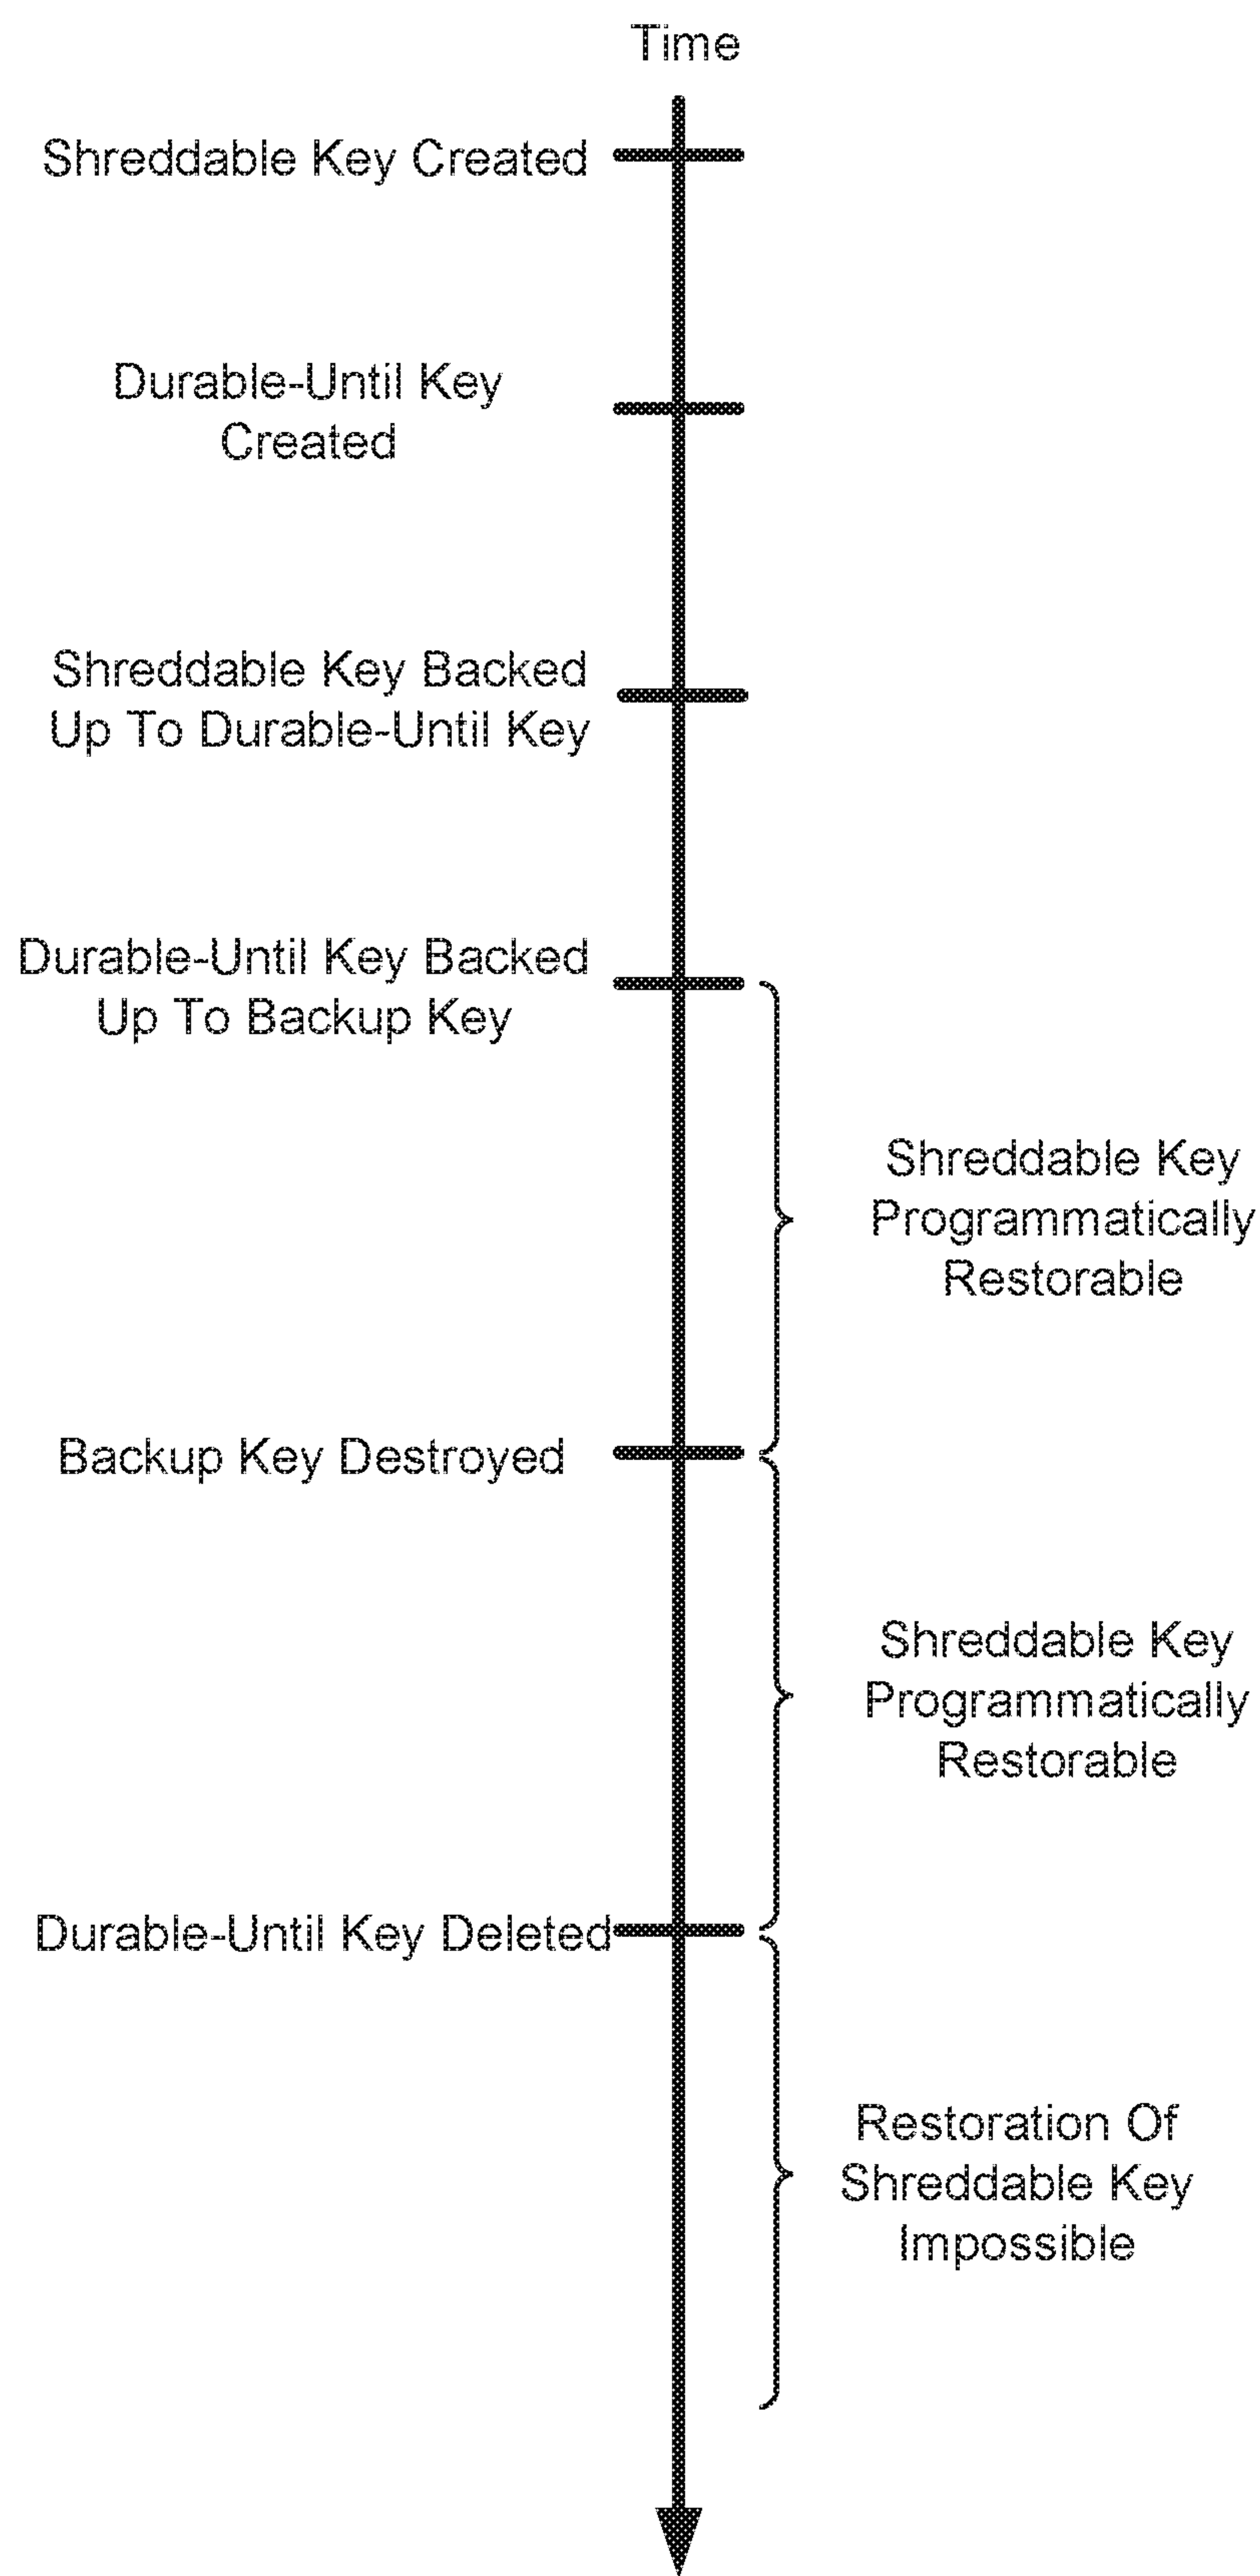 Time
Shreddable Key Created
Durable-Until Key
Created
Shreddable Key Backed
Up To Durable-Until Key
Durable-Until Key Backed
Up To Backup Key
Shreddable Key
Programmatically
Restorable
Backup Key Destroyed
Shreddable Key
Programmatically
Restorable
Durable-Until Key Deleted
Restoration Of
Shreddable Key
Impossible